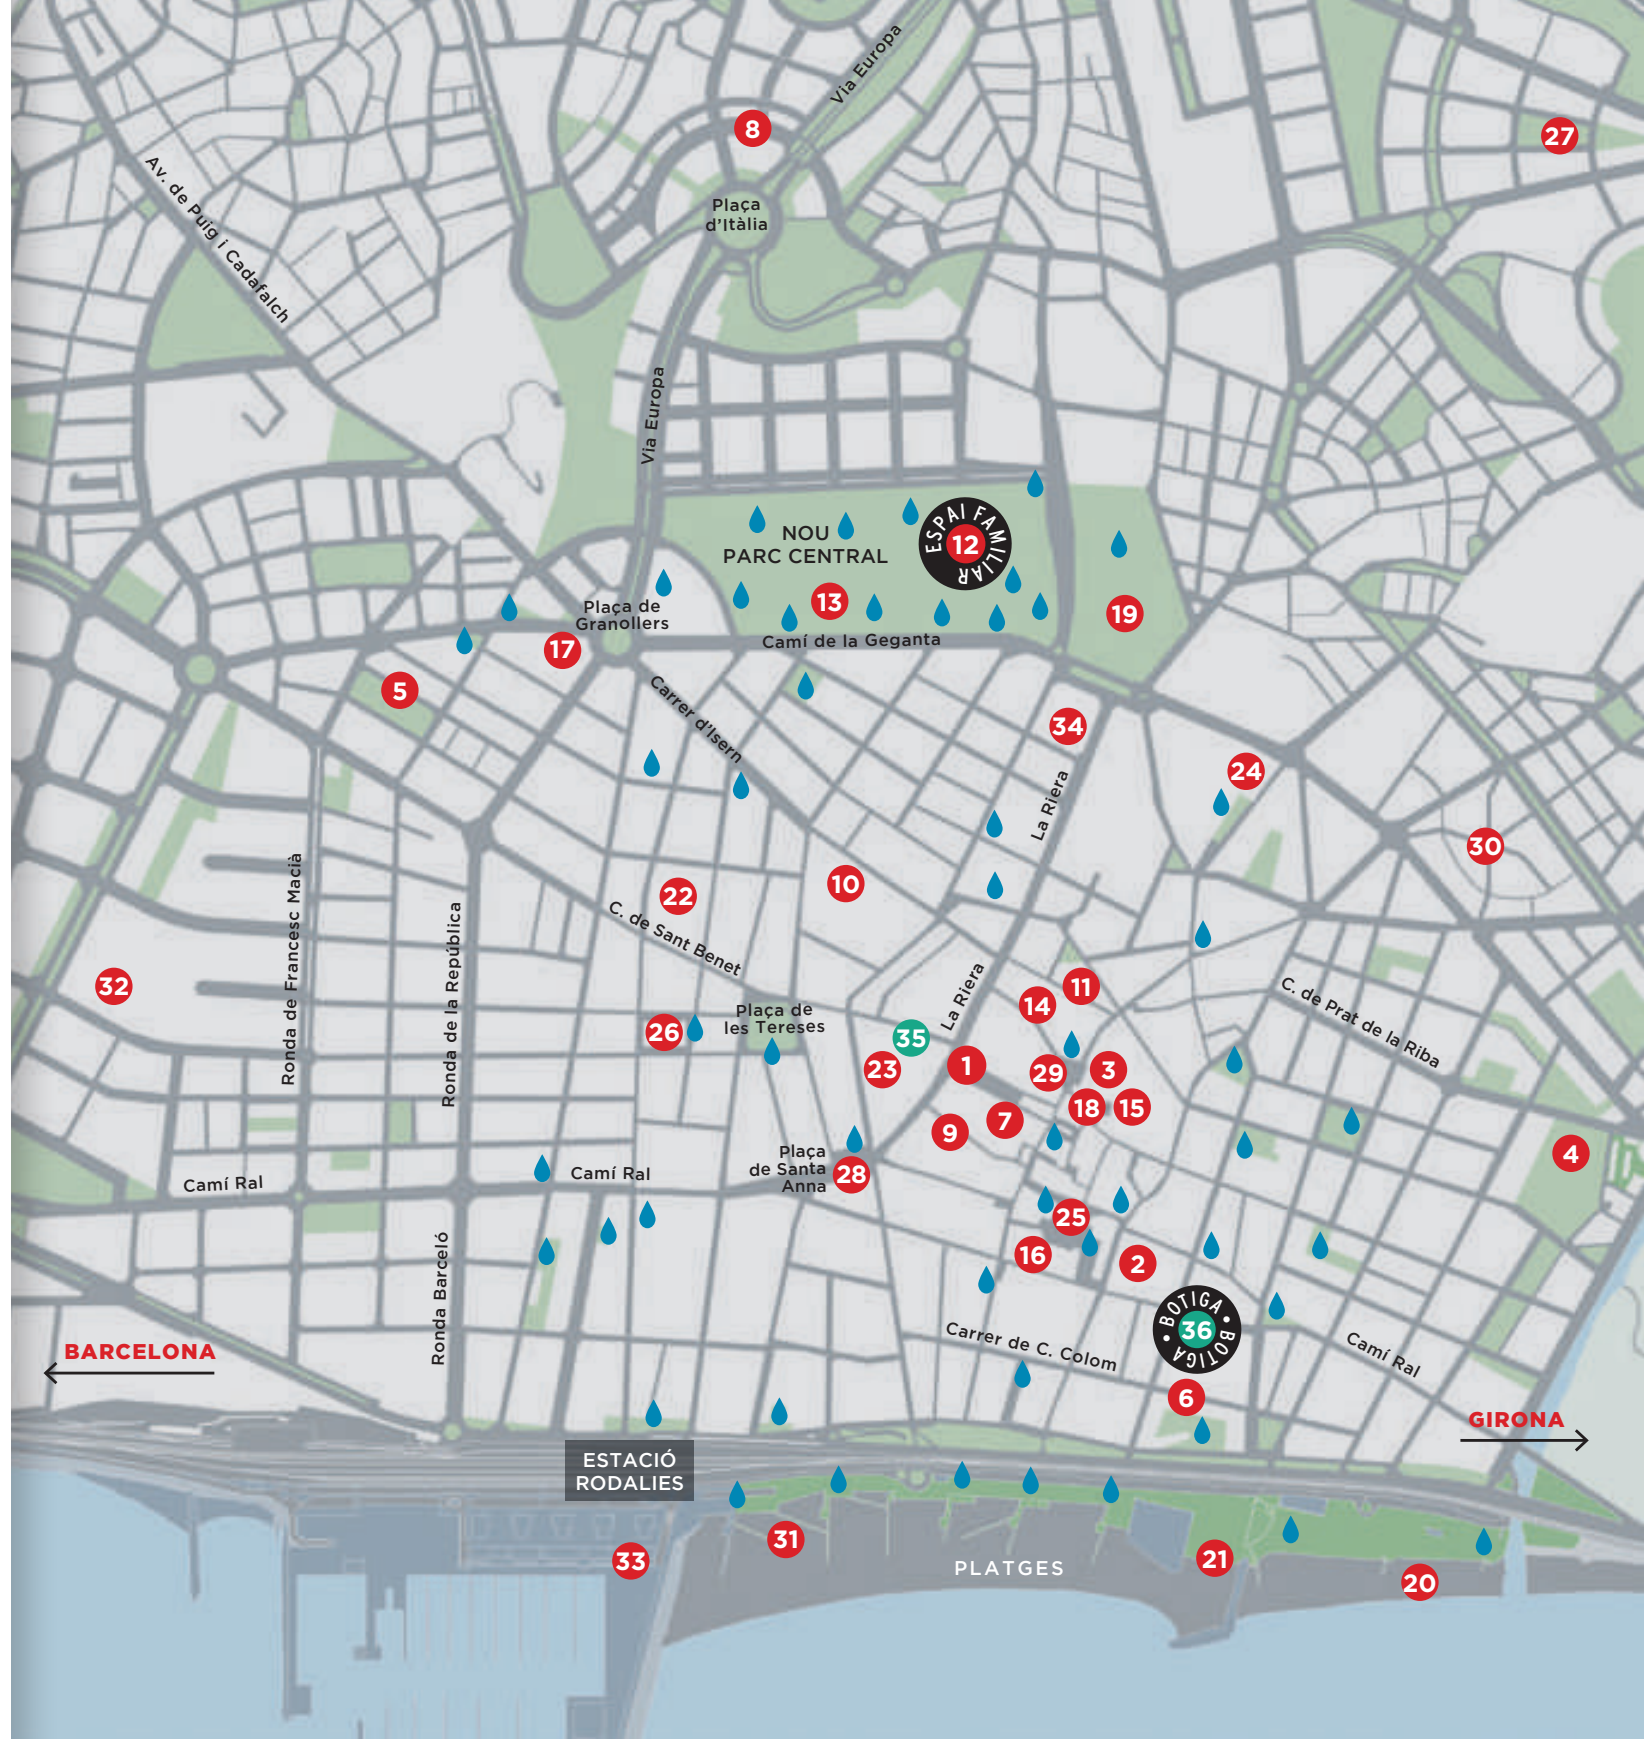 Via Europa
8
27
Plaça
d'Itàlia
Av. de Puig i Cadafalch
Via Europa
NOU
PARC CENTRAL
ESPAI FAMILIAR
12
13
19
Plaça de
Granollers
Camí de la Geganta
17
5
Carrer d'Isern
34
La Riera
24
30
10
22
C. de Sant Benet
Ronda de Francesc Macià
Ronda de la República
32
La Riera
11
14
C. de Prat de la Riba
Plaça de
les Tereses
26
35
23
1
29
3
18
15
7
9
4
Plaça
de Santa
Anna
28
Camí Ral
Camí Ral
25
16
2
Ronda Barceló
BOTIGA • BOTIGA •
36
Carrer de C. Colom
Camí Ral
BARCELONA
6
GIRONA
ESTACIÓ
RODALIES
31
33
PLATGES
21
20